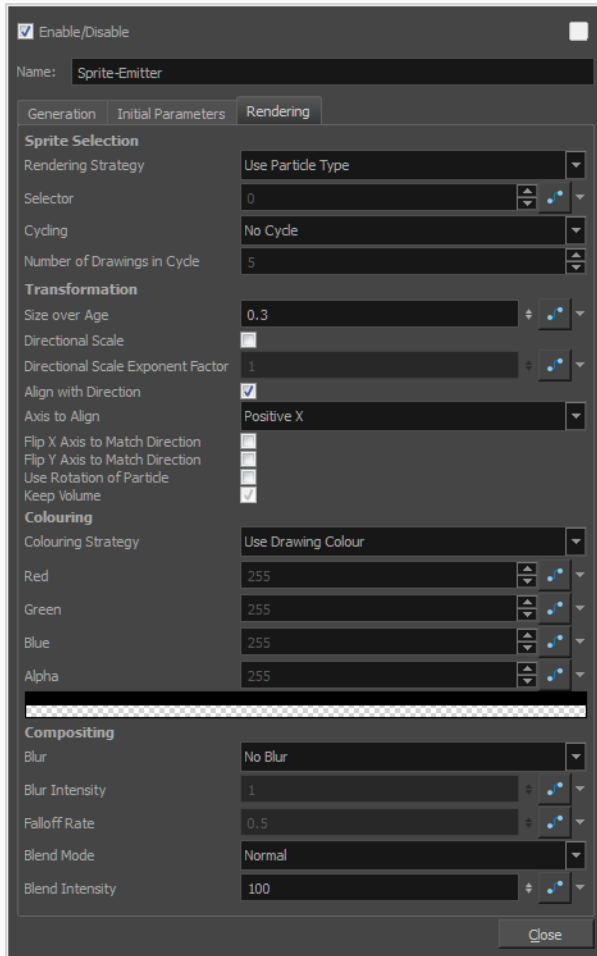 Enable/Disable
Name: Sprite-Emitter
Generation Initial Parameters Rendering
Sprite Selection
Rendering Strategy Use Particle Type
Selector 0
Cycling No Cycle
Number of Drawings in Cycle 5
Transformation
Size over Age 0.3
Directional Scale
Directional Scale Exponent Factor 1
Align with Direction
Axis to Align Positive X
Flip X Axis to Match Direction
Flip Y Axis to Match Direction
Use Rotation of Particle
Keep Volume
Colouring
Colouring Strategy Use Drawing Colour
Red 255
Green 255
Blue 255
Alpha 255
Compositing
Blur No Blur
Blur Intensity 1
Falloff Rate 0.5
Blend Mode Normal
Blend Intensity 100
Close